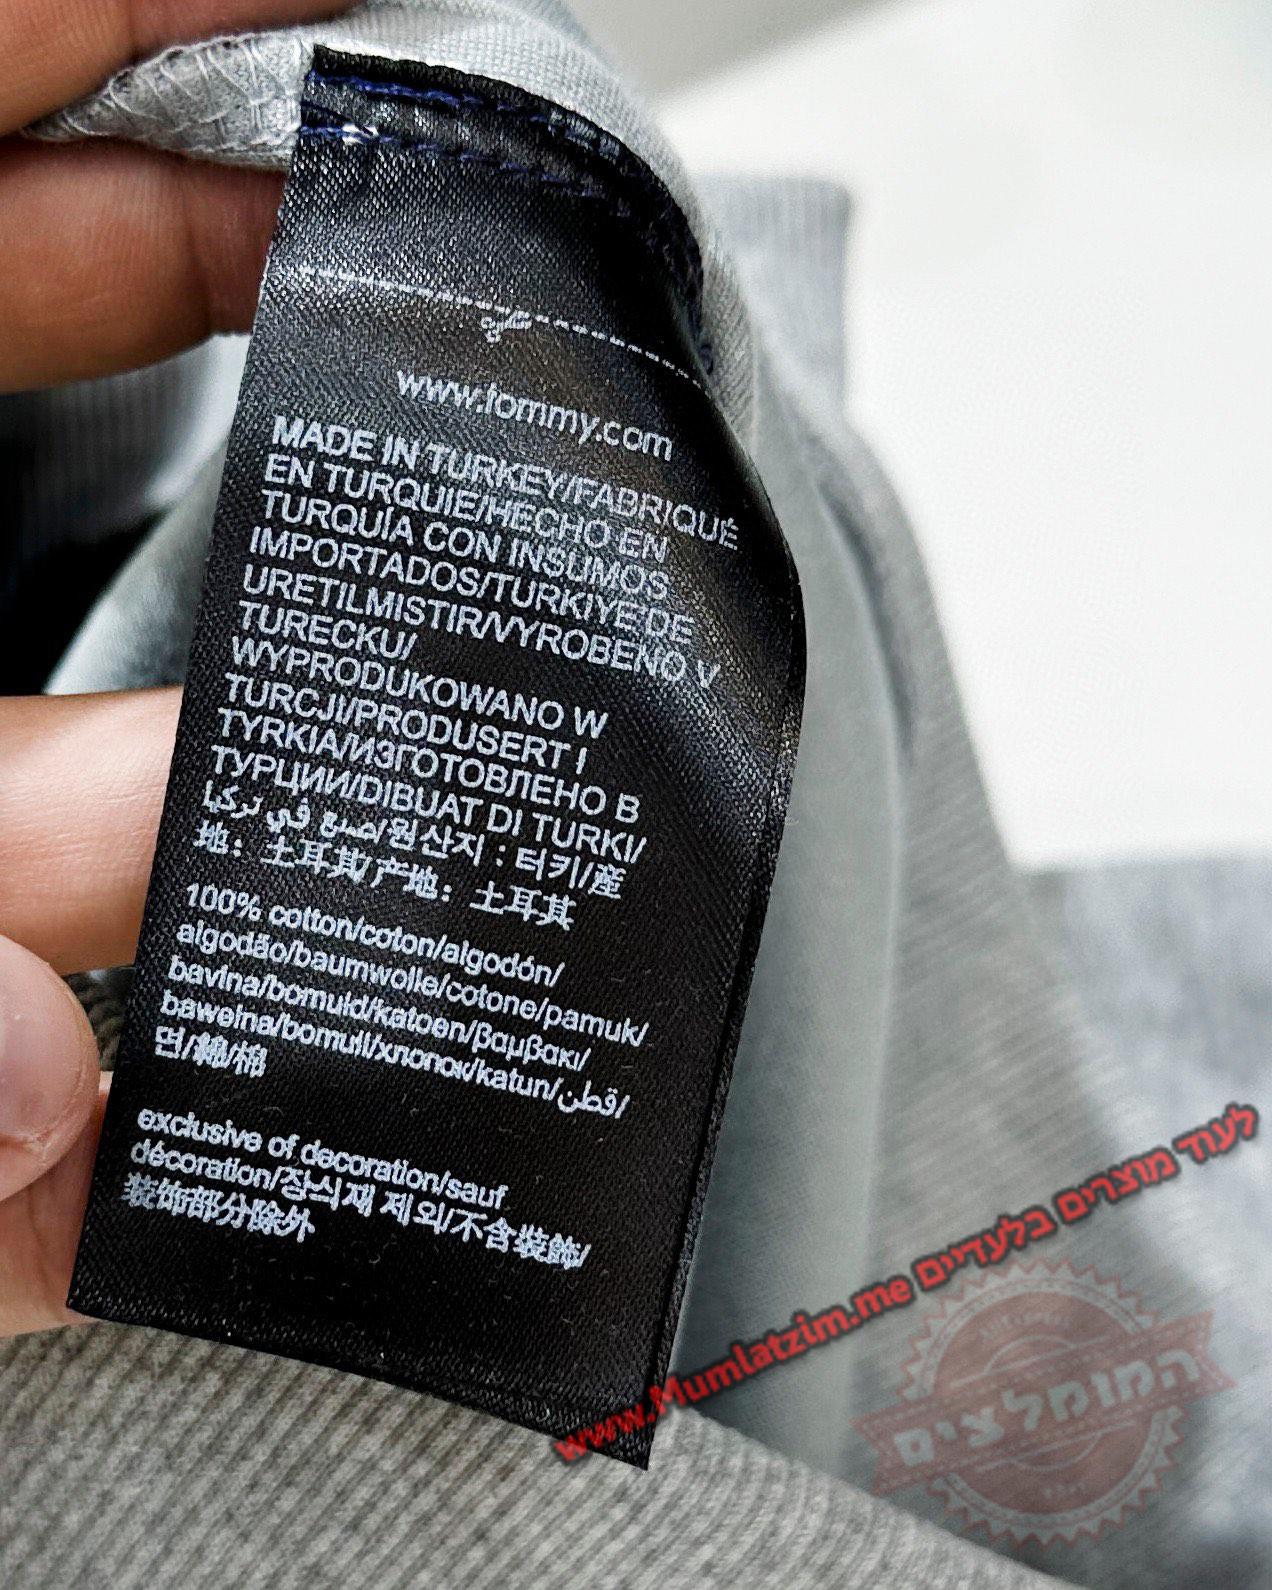 www.tommy.com
MADE IN TURKEY/FABRIQUÉ
EN TURQUIE/HECHO EN
TURQUÍA CON INSUMOS
IMPORTADOS/TURKIYE'DE
URETILMISTIR/VYROBENO V
TURECKU/
WYPRODUKOWANO W
TURCJI/PRODUSERT I
TYRKIA/ИЗГОТОВЛЕНО В
ТУРЦИИ/DIBUAT DI TURKI/
صنع في تركيا/원산지 : 터키/産
地：土耳其/产地：土耳其
100% cotton/coton/algodón/
algodão/baumwolle/cotone/pamuk/
bavlna/bomuld/katoen/βαμβακι/
bawelna/bomull/хлопок/katun/قطن/
면/綿/棉
exclusive of decoration/sauf
décoration/장식재 제외/不含裝飾/
装飾部分除外
לעוד מוצרים בלעדיים www.Mumlatzim.me
המומלצים